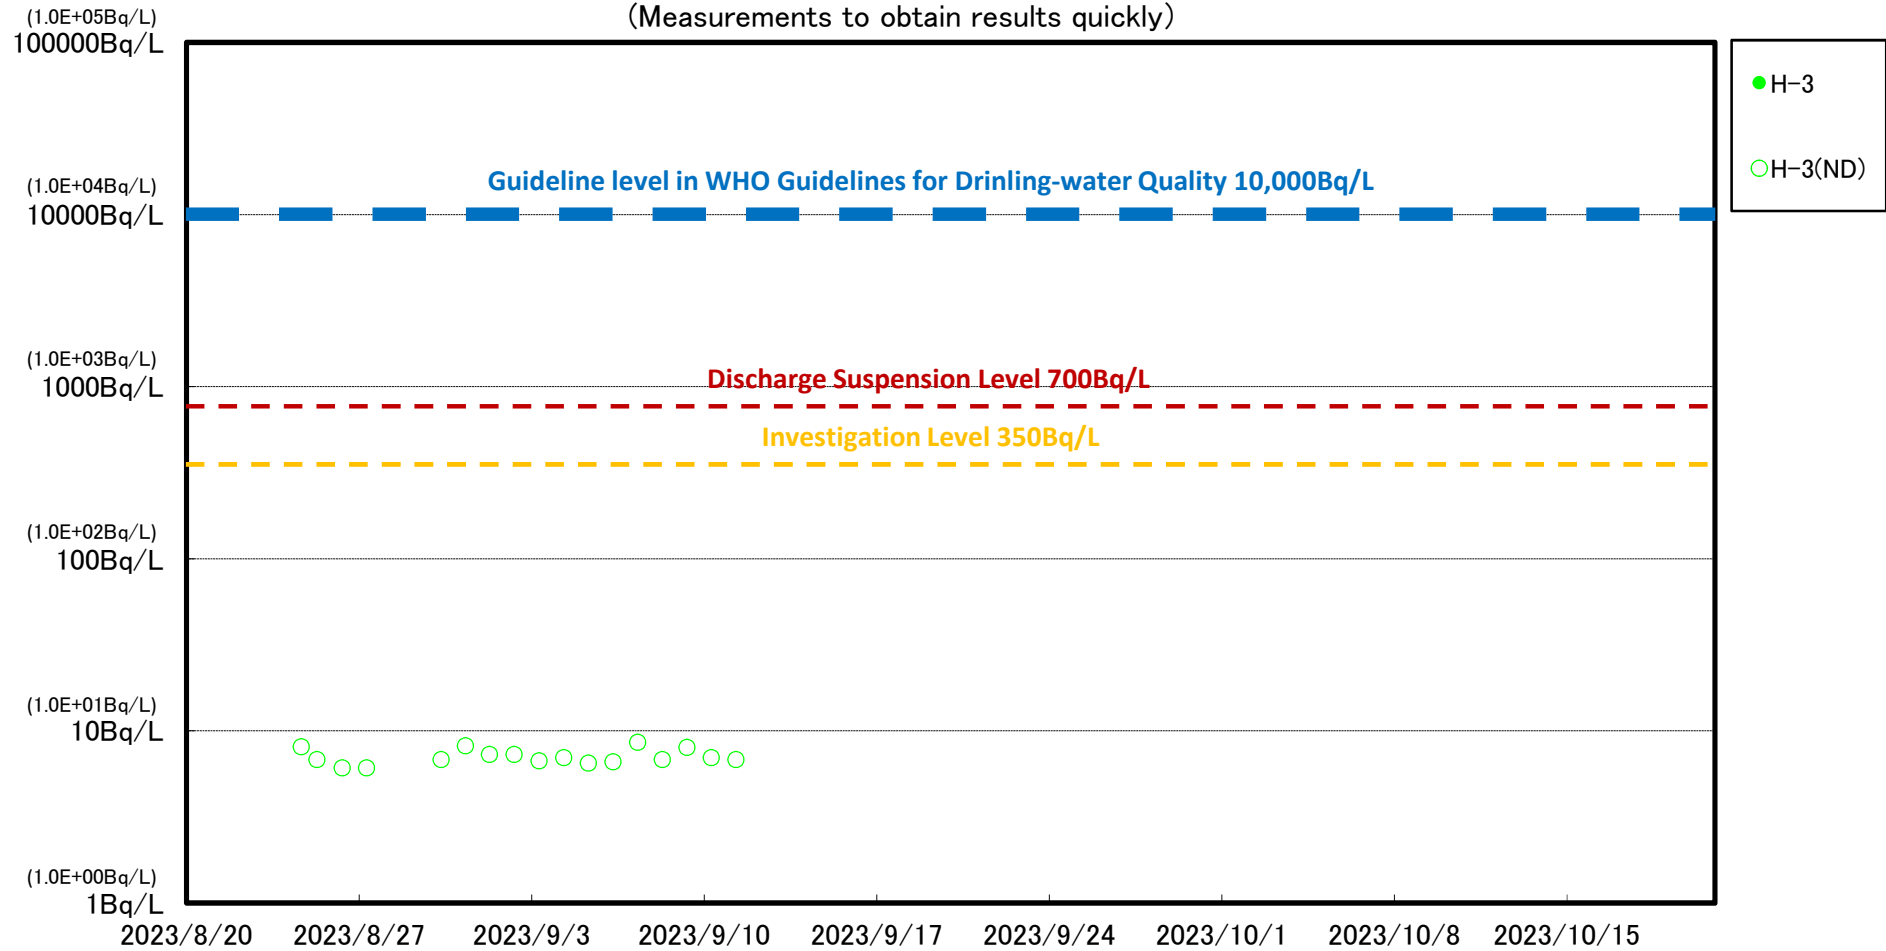 (Measurements to obtain results quickly)
(1.0E+05Bq/L)
100000Bq/L
H-3
H-3(ND)
Guideline level in WHO Guidelines for Drinling-water Quality 10,000Bq/L
(1.0E+04Bq/L)
10000Bq/L
(1.0E+03Bq/L)
1000Bq/L
Discharge Suspension Level 700Bq/L
Investigation Level 350Bq/L
(1.0E+02Bq/L)
100Bq/L
(1.0E+01Bq/L)
10Bq/L
(1.0E+00Bq/L)
1Bq/L
2023/8/20 2023/8/27 2023/9/3 2023/9/10 2023/9/17 2023/9/24 2023/10/1 2023/10/8 2023/10/15